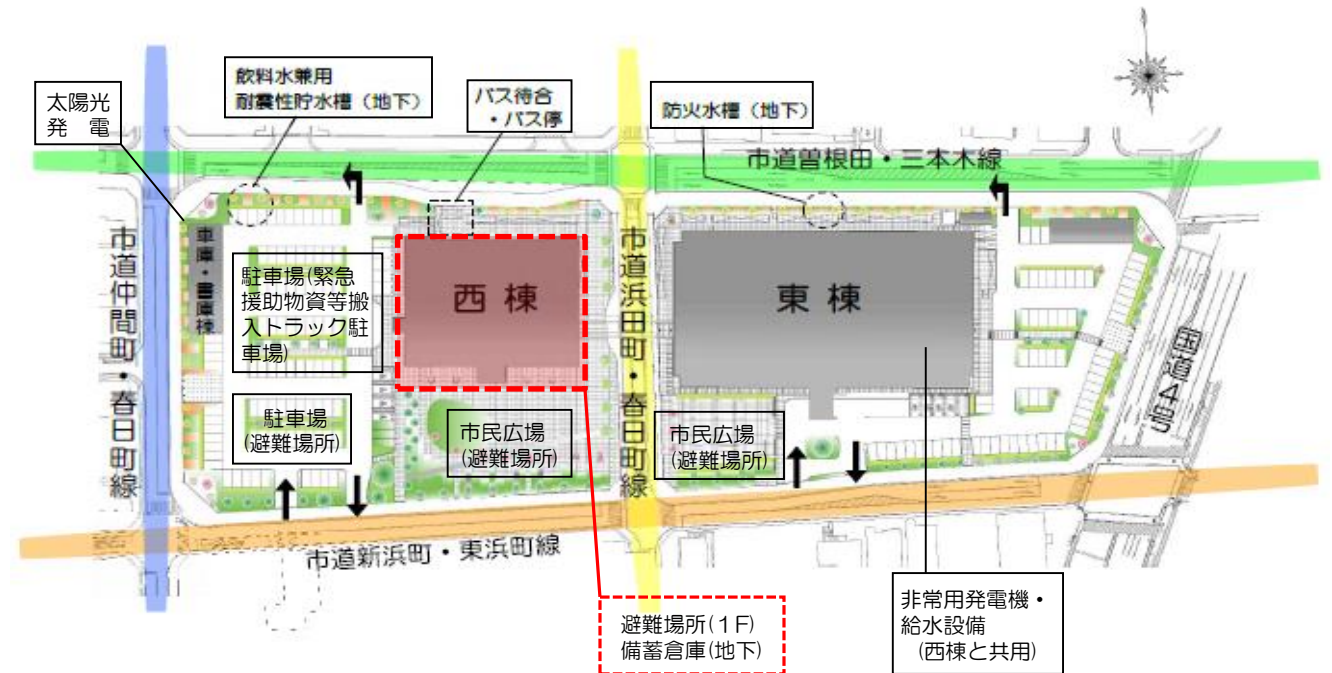 太陽光
発 電
飲料水兼用
耐震性貯水槽（地下）
バス待合
・バス停
防火水槽（地下）
市道曽根田・三本木線
市道仲間町・春日町線
車庫・書庫棟
駐車場(緊急
援助物資等搬
入トラック駐
車場)
西 棟
市道浜田町・春日町線
東 棟
国道4号
駐車場
(避難場所)
市民広場
(避難場所)
市民広場
(避難場所)
市道新浜町・東浜町線
避難場所(１F)
備蓄倉庫(地下)
非常用発電機・
給水設備
(西棟と共用)